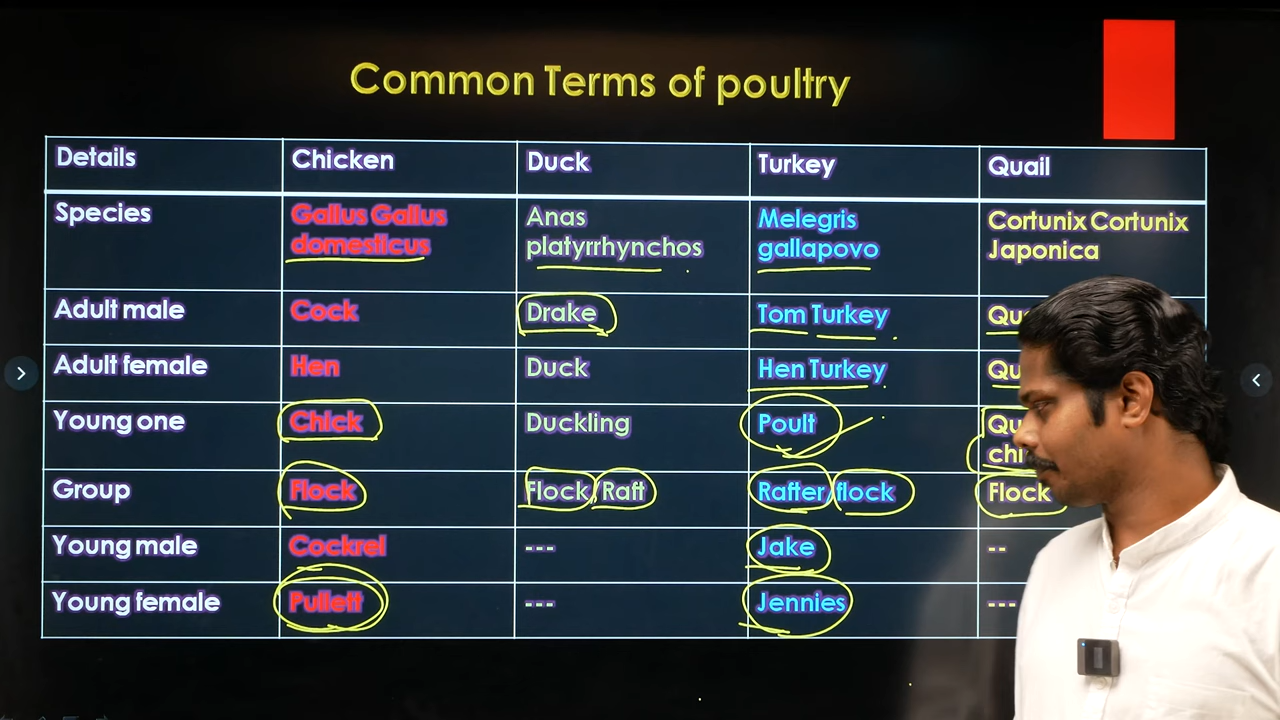 Common Terms of poultry
Details Chicken Duck Turkey Quail
Species Gallus Gallus Anas Melegris Cortunix Cortunix
domesticus platyrrhynchos gallapovo Japonica
Adult male Cock Drake Tom Turkey
Adult female Hen Duck Hen Turkey
Young one Chick Duckling Poult
Group Flock Flock/Raft Rafter/flock Flock
Young male Cockrel --- Jake --
Young female Pullett --- Jennies ---